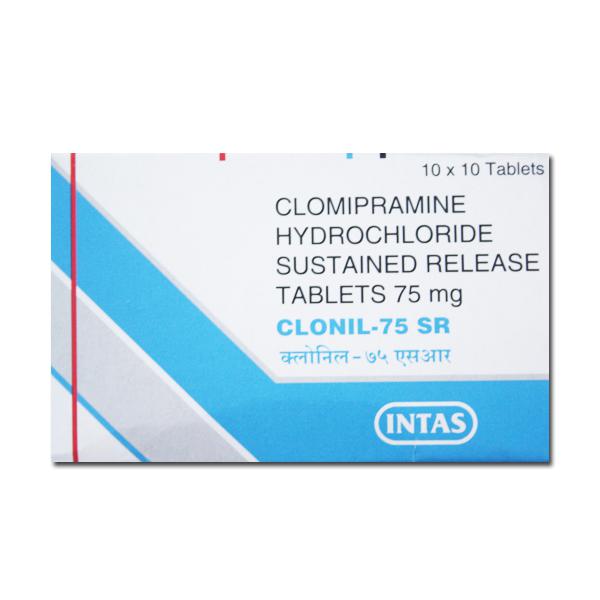 10 x 10 Tablets
CLOMIPRAMINE
HYDROCHLORIDE
SUSTAINED RELEASE
TABLETS 75 mg
CLONIL-75 SR
क्लोनिल - ७५ एसआर
INTAS